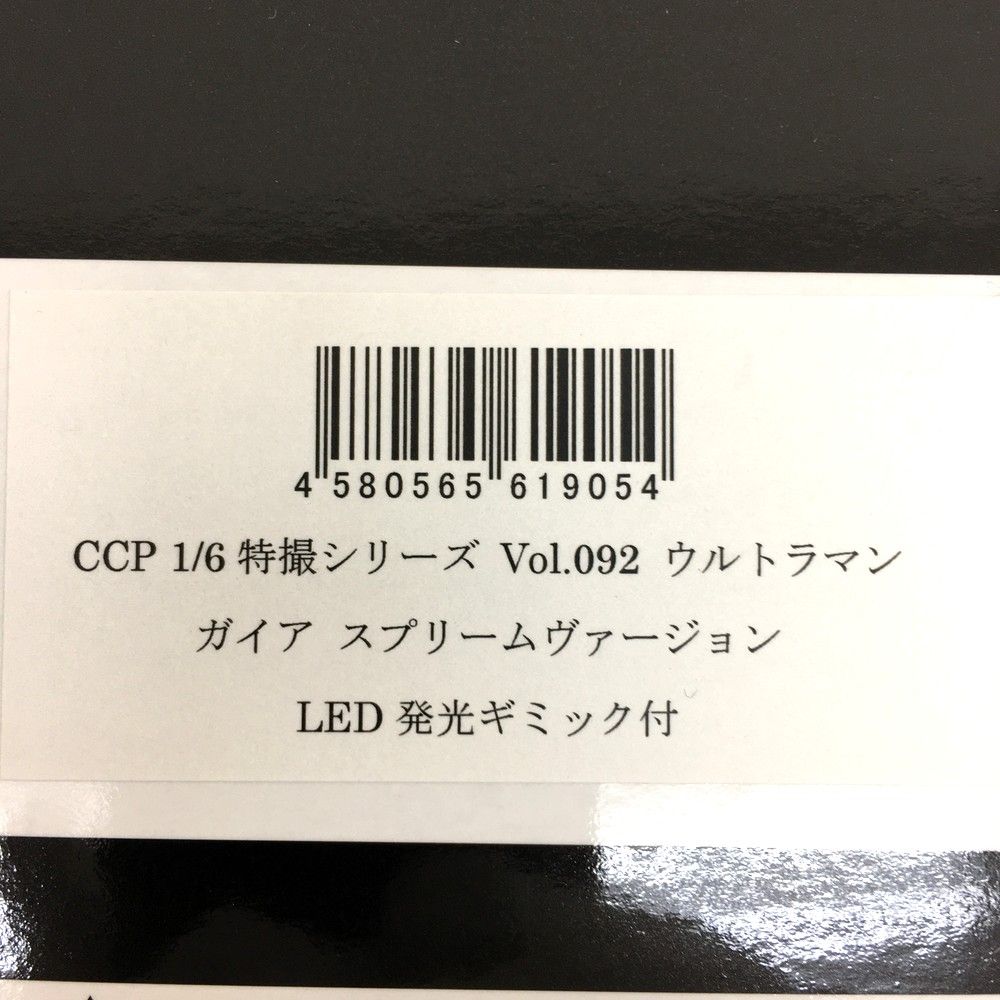 4 580565 619054
CCP 1/6 特撮シリーズ Vol.092 ウルトラマン
ガイア スプリームヴァージョン
LED 発光ギミック付